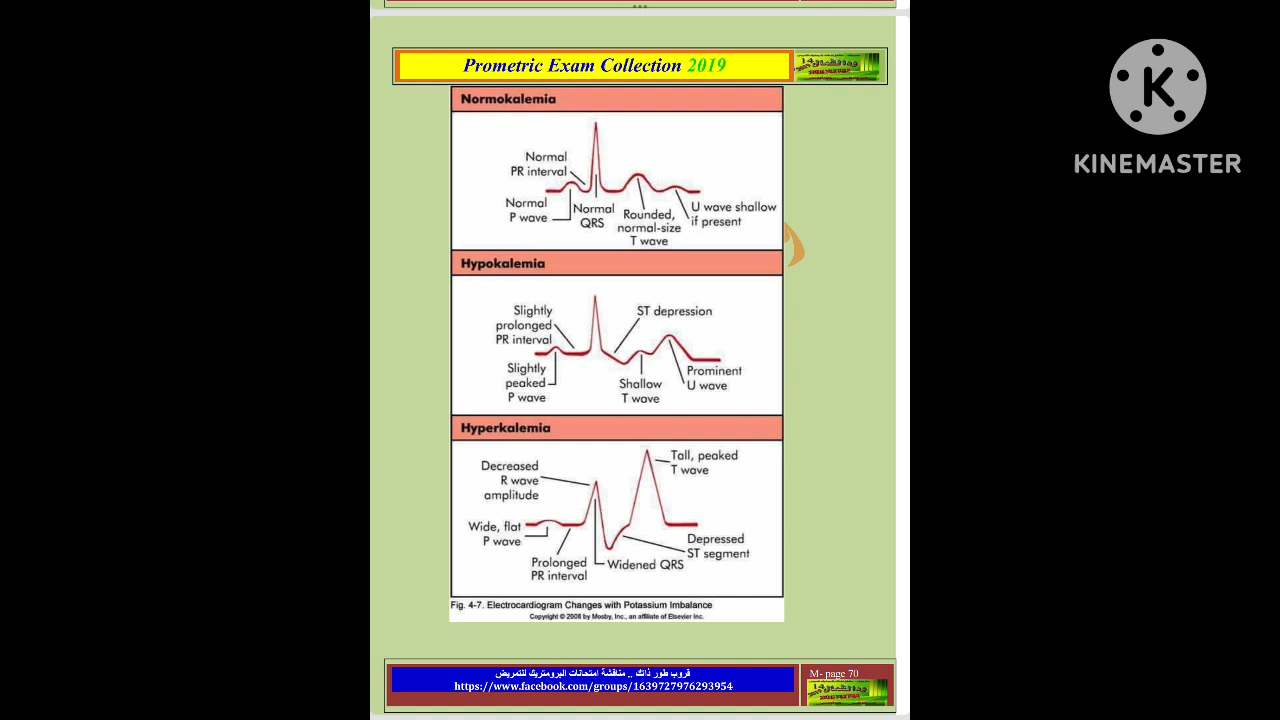 Prometric Exam Collection 2019
KINEMASTER
Normokalemia
Normal
PR interval
Normal
P wave
Normal
QRS
Rounded,
normal-size
T wave
U wave shallow
if present
Hypokalemia
Slightly
prolonged
PR interval
Slightly
peaked
P wave
ST depression
Shallow
T wave
Prominent
U wave
Hyperkalemia
Decreased
R wave
amplitude
Wide, flat
P wave
Prolonged
PR interval
Widened QRS
Tall, peaked
T wave
Depressed
ST segment
Fig. 4-7. Electrocardiogram Changes with Potassium Imbalance
Copyright © 2008 by Mosby, Inc., an affiliate of Elsevier Inc.
قروب طور ذاتك .. مناقشة امتحانات البرومتريك للتمريض
https://www.facebook.com/groups/1639727976293954
M- page 70